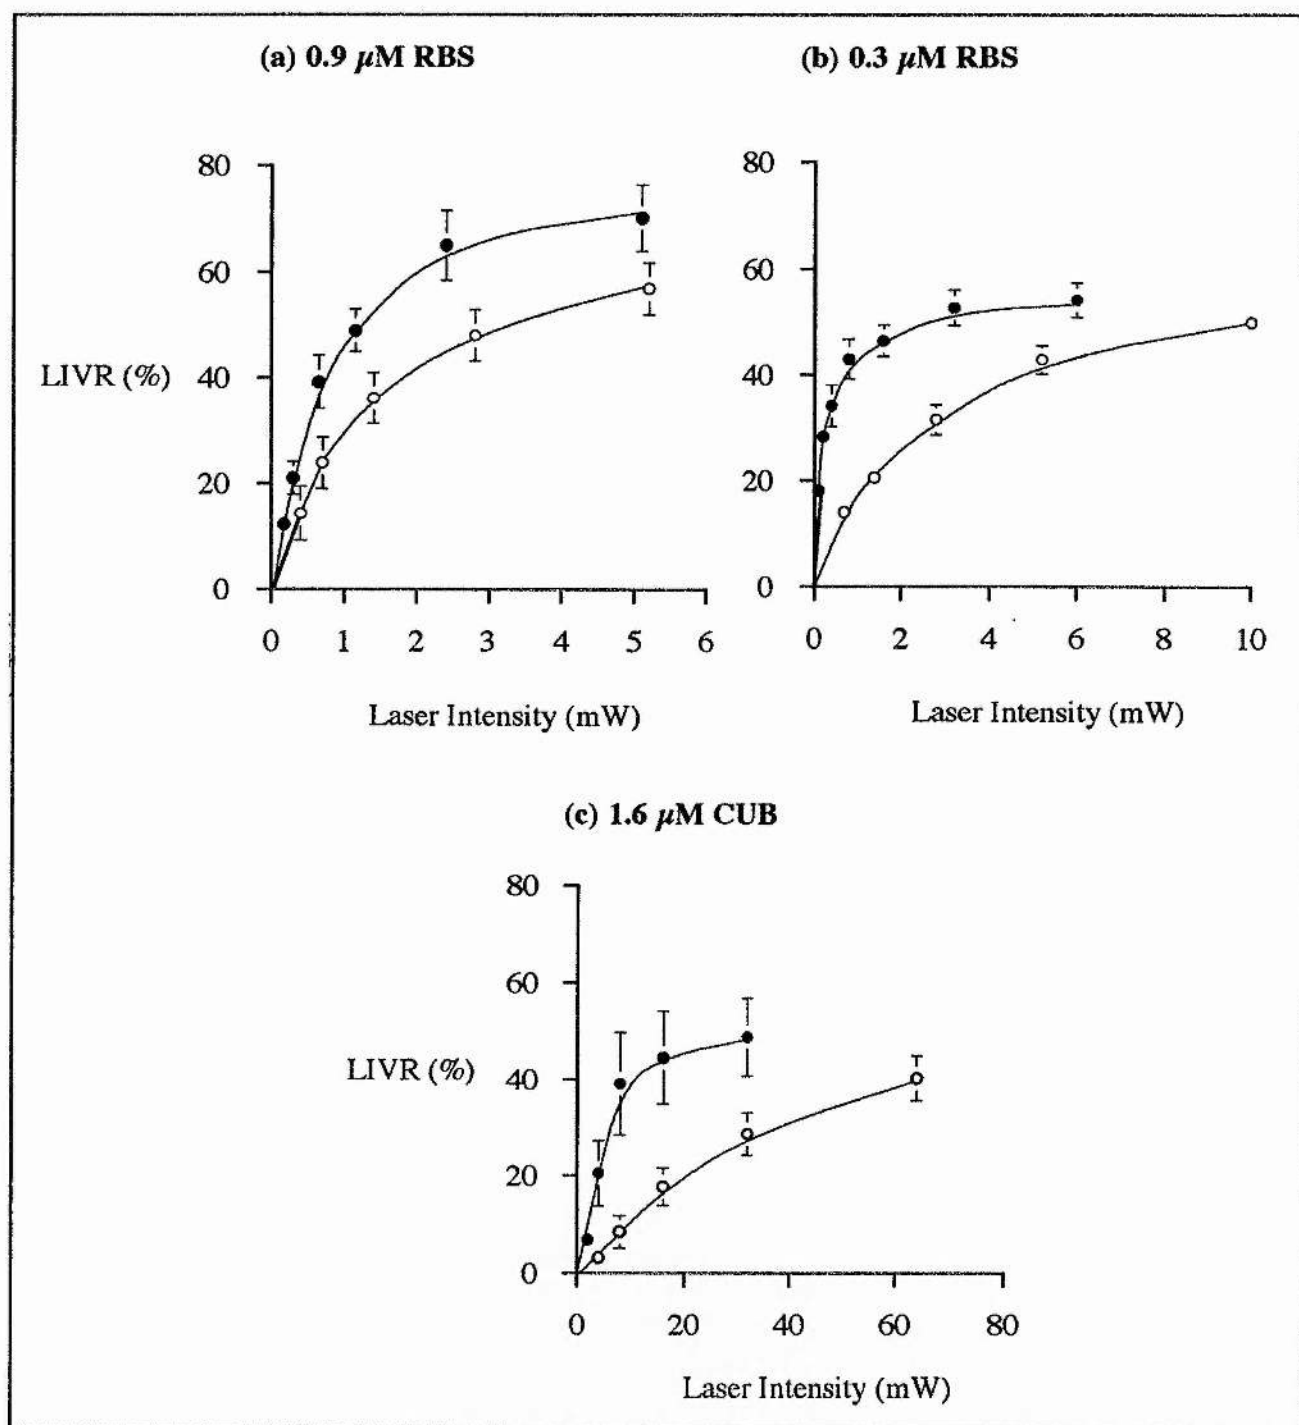 (a) 0.9 μM RBS
(b) 0.3 μM RBS
80
60
40
20
0
LIVR (%)
0 1 2 3 4 5 6
Laser Intensity (mW)
80
60
40
20
0
0 2 4 6 8 10
Laser Intensity (mW)
(c) 1.6 μM CUB
80
60
40
20
0
LIVR (%)
0 20 40 60 80
Laser Intensity (mW)